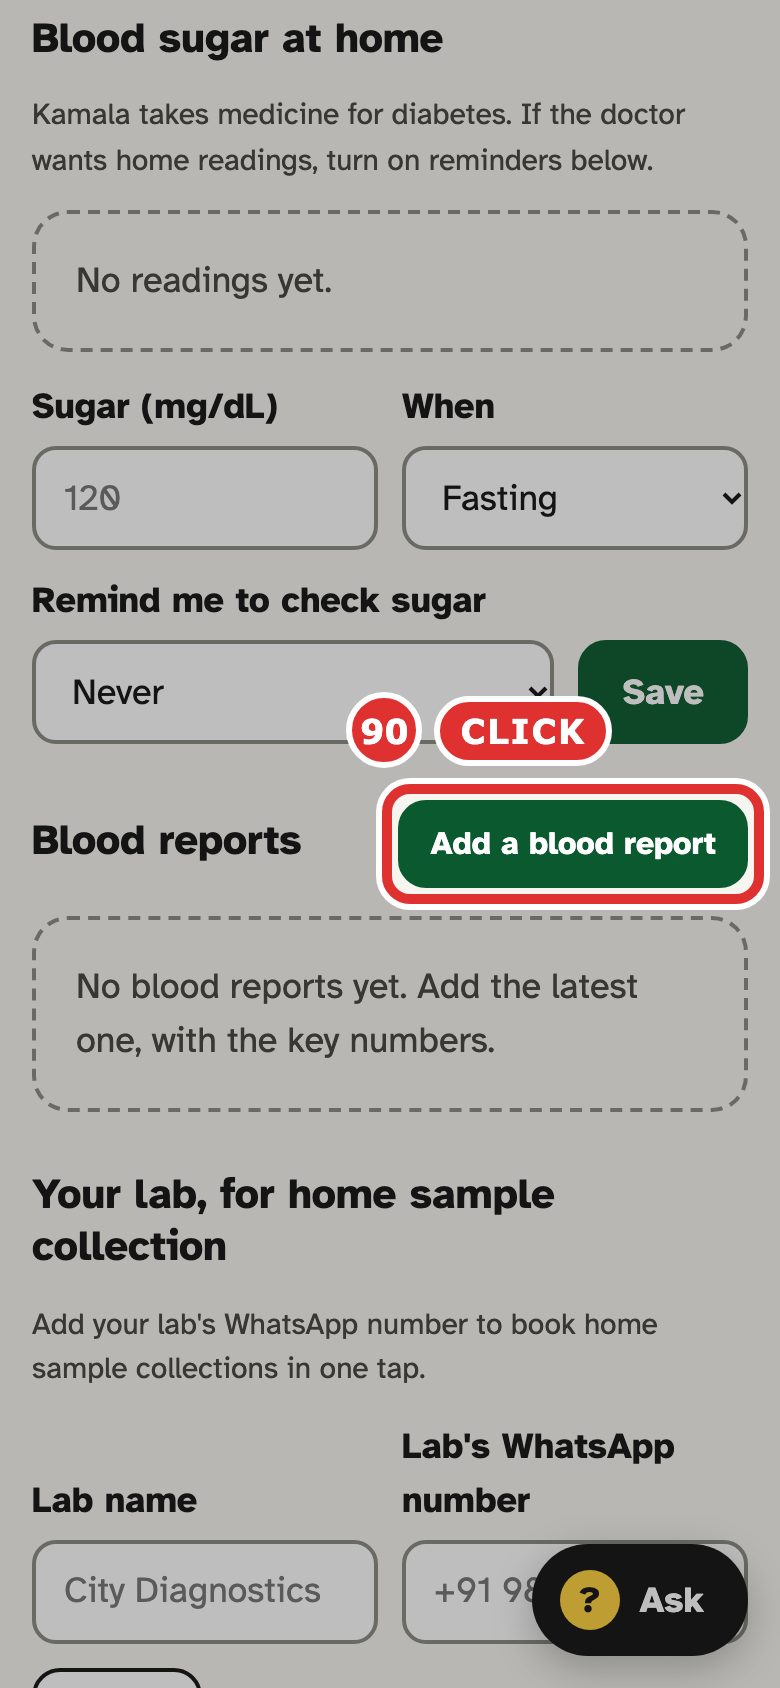 Blood sugar at home
Kamala takes medicine for diabetes. If the doctor
wants home readings, turn on reminders below.
No readings yet.
Sugar (mg/dL)
When
120
Fasting
Remind me to check sugar
Never
Save
90
CLICK
Blood reports
Add a blood report
No blood reports yet. Add the latest
one, with the key numbers.
Your lab, for home sample
collection
Add your lab's WhatsApp number to book home
sample collections in one tap.
Lab name
Lab's WhatsApp
number
City Diagnostics
+91 98
? Ask